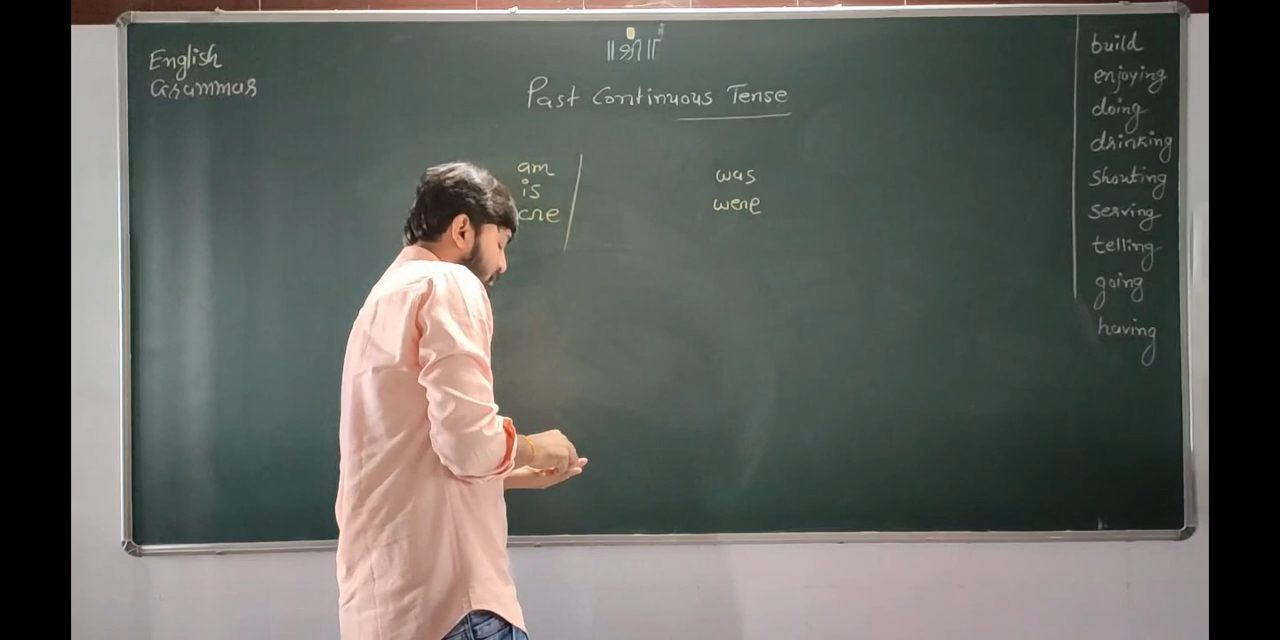 English
Grammar
॥ श्री ॥
Past Continuous Tense
am
is
are
was
were
build
enjoying
doing
drinking
shouting
serving
telling
going
having